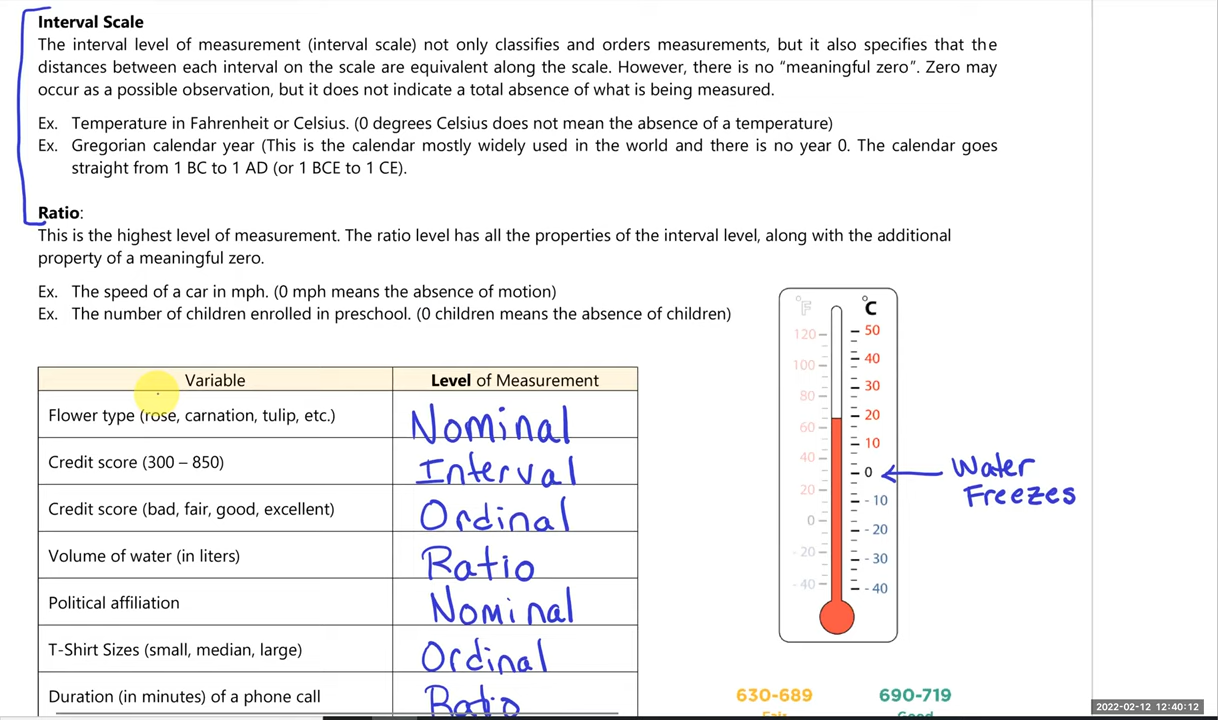 Interval Scale
The interval level of measurement (interval scale) not only classifies and orders measurements, but it also specifies that the
distances between each interval on the scale are equivalent along the scale. However, there is no “meaningful zero”. Zero may
occur as a possible observation, but it does not indicate a total absence of what is being measured.
Ex. Temperature in Fahrenheit or Celsius. (0 degrees Celsius does not mean the absence of a temperature)
Ex. Gregorian calendar year (This is the calendar mostly widely used in the world and there is no year 0. The calendar goes
straight from 1 BC to 1 AD (or 1 BCE to 1 CE).
Ratio:
This is the highest level of measurement. The ratio level has all the properties of the interval level, along with the additional
property of a meaningful zero.
Ex. The speed of a car in mph. (0 mph means the absence of motion)
Ex. The number of children enrolled in preschool. (0 children means the absence of children)
Variable Level of Measurement
Flower type (rose, carnation, tulip, etc.) Nominal
Credit score (300 – 850) Interval
Credit score (bad, fair, good, excellent) Ordinal
Volume of water (in liters) Ratio
Political affiliation Nominal
T-Shirt Sizes (small, median, large) Ordinal
Duration (in minutes) of a phone call Ratio
°F °C
50
120
40
100
30
80
20
60
10
40
0
Water
Freezes
20
-10
0
-20
-20
-30
-40
-40
630-689 690-719
Fair Good
2022-02-12 12:40:12